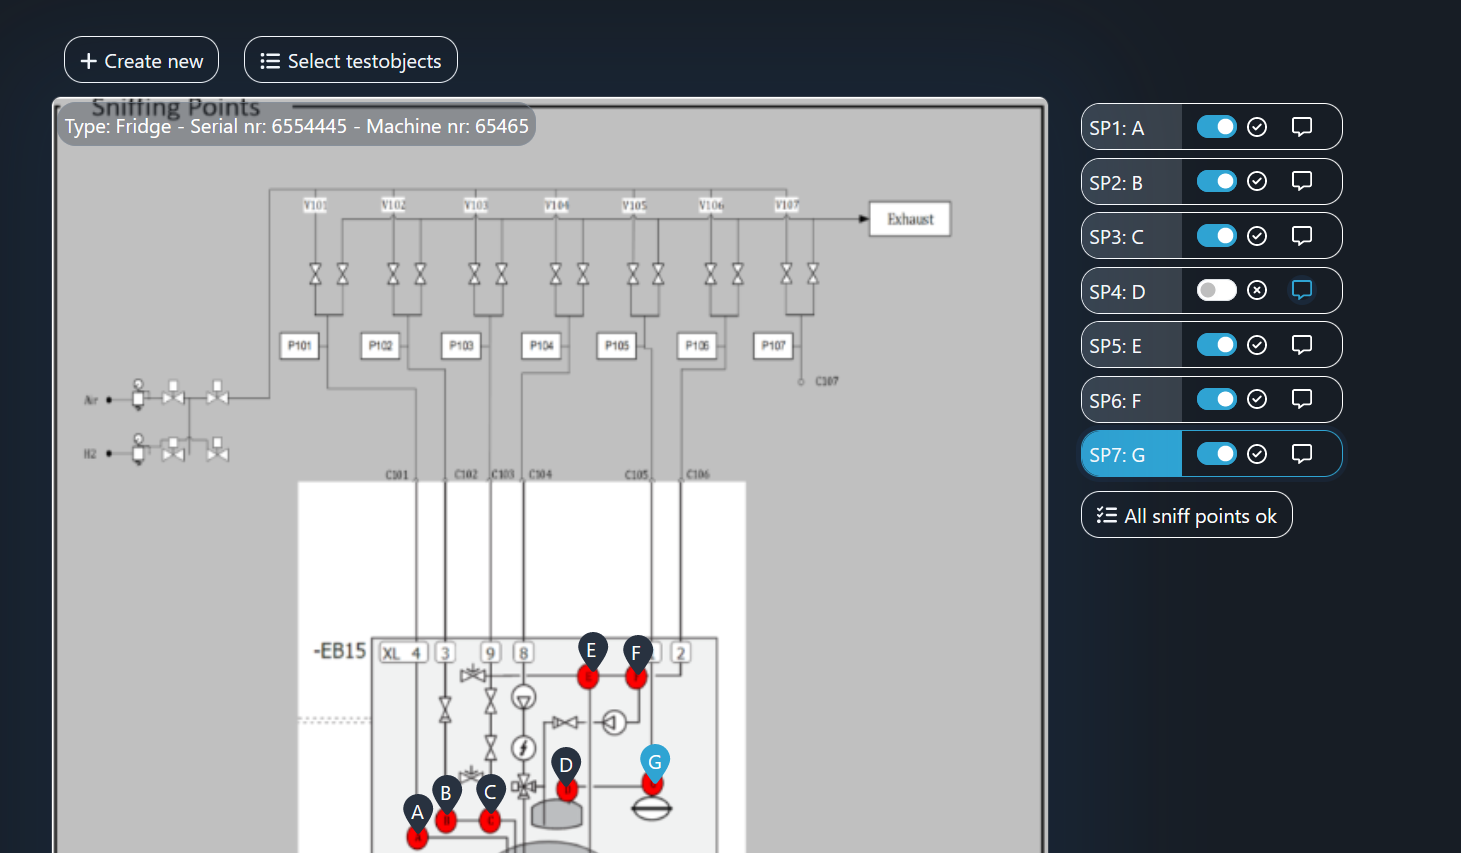 Create new
Select testobjects
Sniffing Points
Type: Fridge - Serial nr: 6554445 - Machine nr: 65465
V101 V102 V103 V104 V105 V106 V107
Exhaust
P101 P102 P103 P104 P105 P106 P107
C107
Air
H2
C101 C102 C103 C104 C105 C106
-EB15 XL 4 3 9 8 2
E F
D G
A B C
SP1: A
SP2: B
SP3: C
SP4: D
SP5: E
SP6: F
SP7: G
All sniff points ok